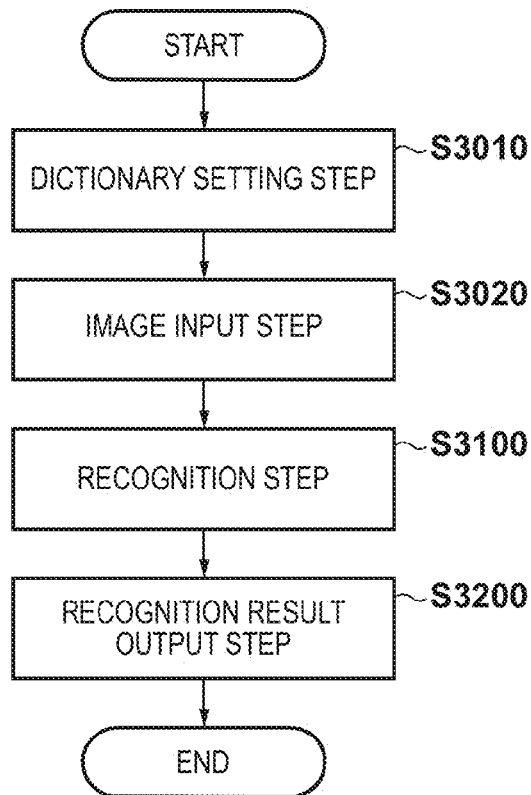 START
DICTIONARY SETTING STEP
S3010
IMAGE INPUT STEP
S3020
RECOGNITION STEP
S3100
RECOGNITION RESULT
OUTPUT STEP
S3200
END